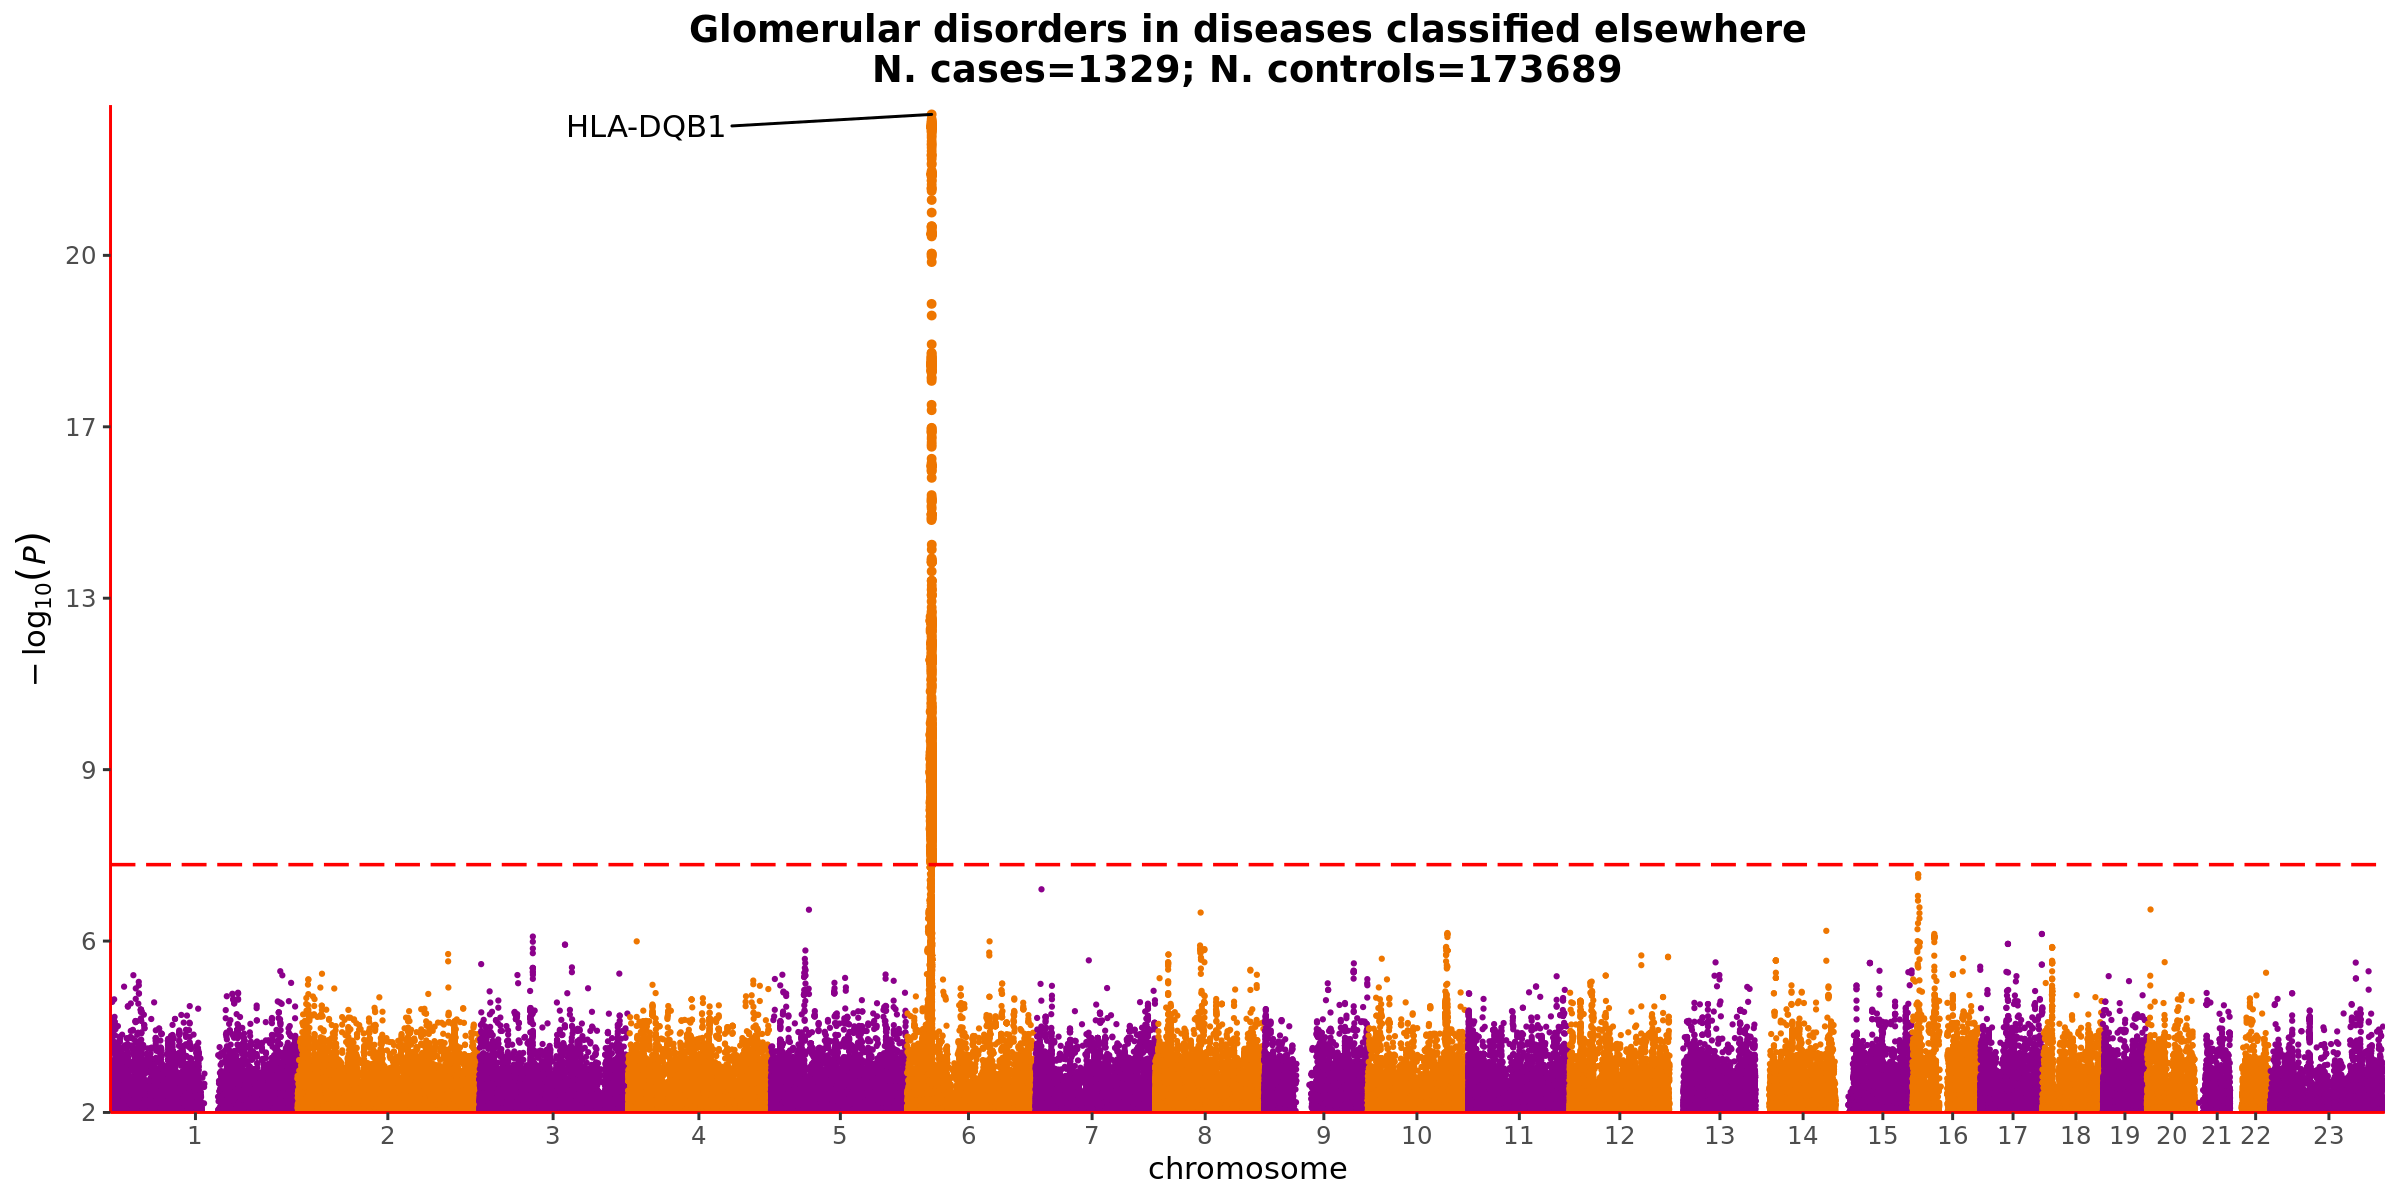 Glomerular disorders in diseases classified elsewhere
N. cases=1329; N. controls=173689
HLA-DQB1
20
17
13
9
6
2
− log10(P)
1 2 3 4 5 6 7 8 9 10 11 12 13 14 15 16 17 18 19 20 21 22 23
chromosome